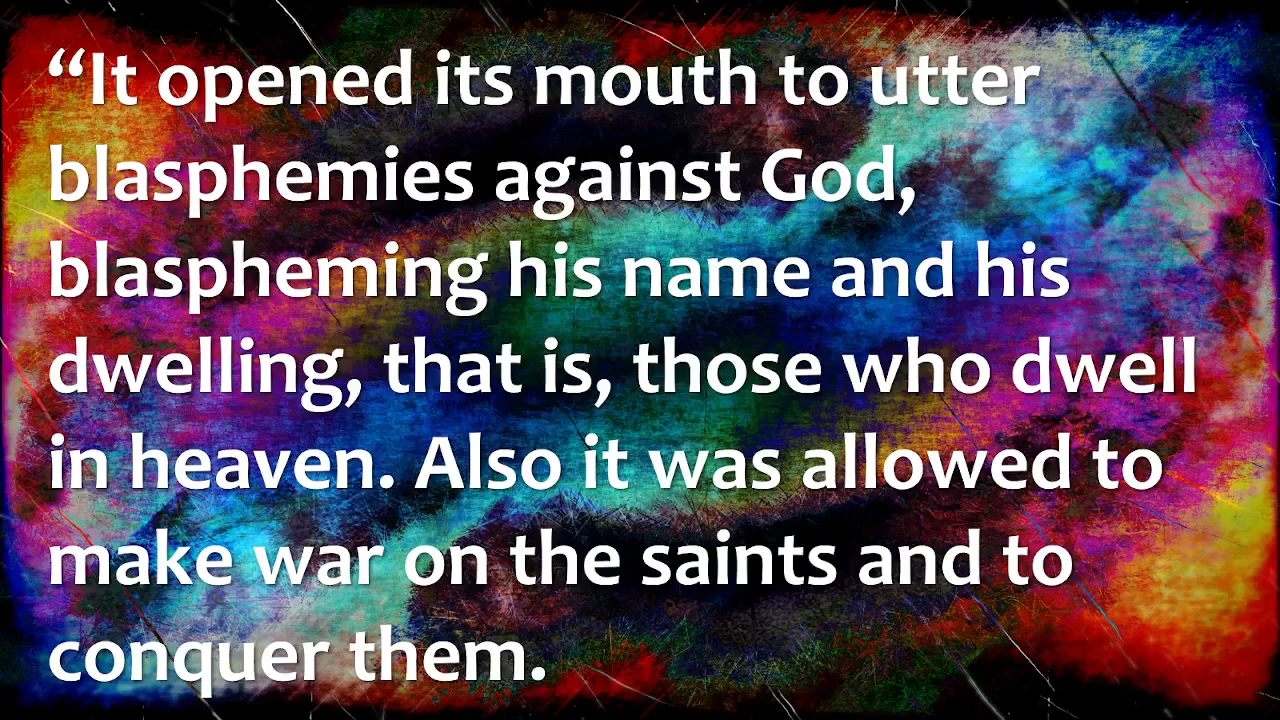 “It opened its mouth to utter
blasphemies against God,
blaspheming his name and his
dwelling, that is, those who dwell
in heaven. Also it was allowed to
make war on the saints and to
conquer them.